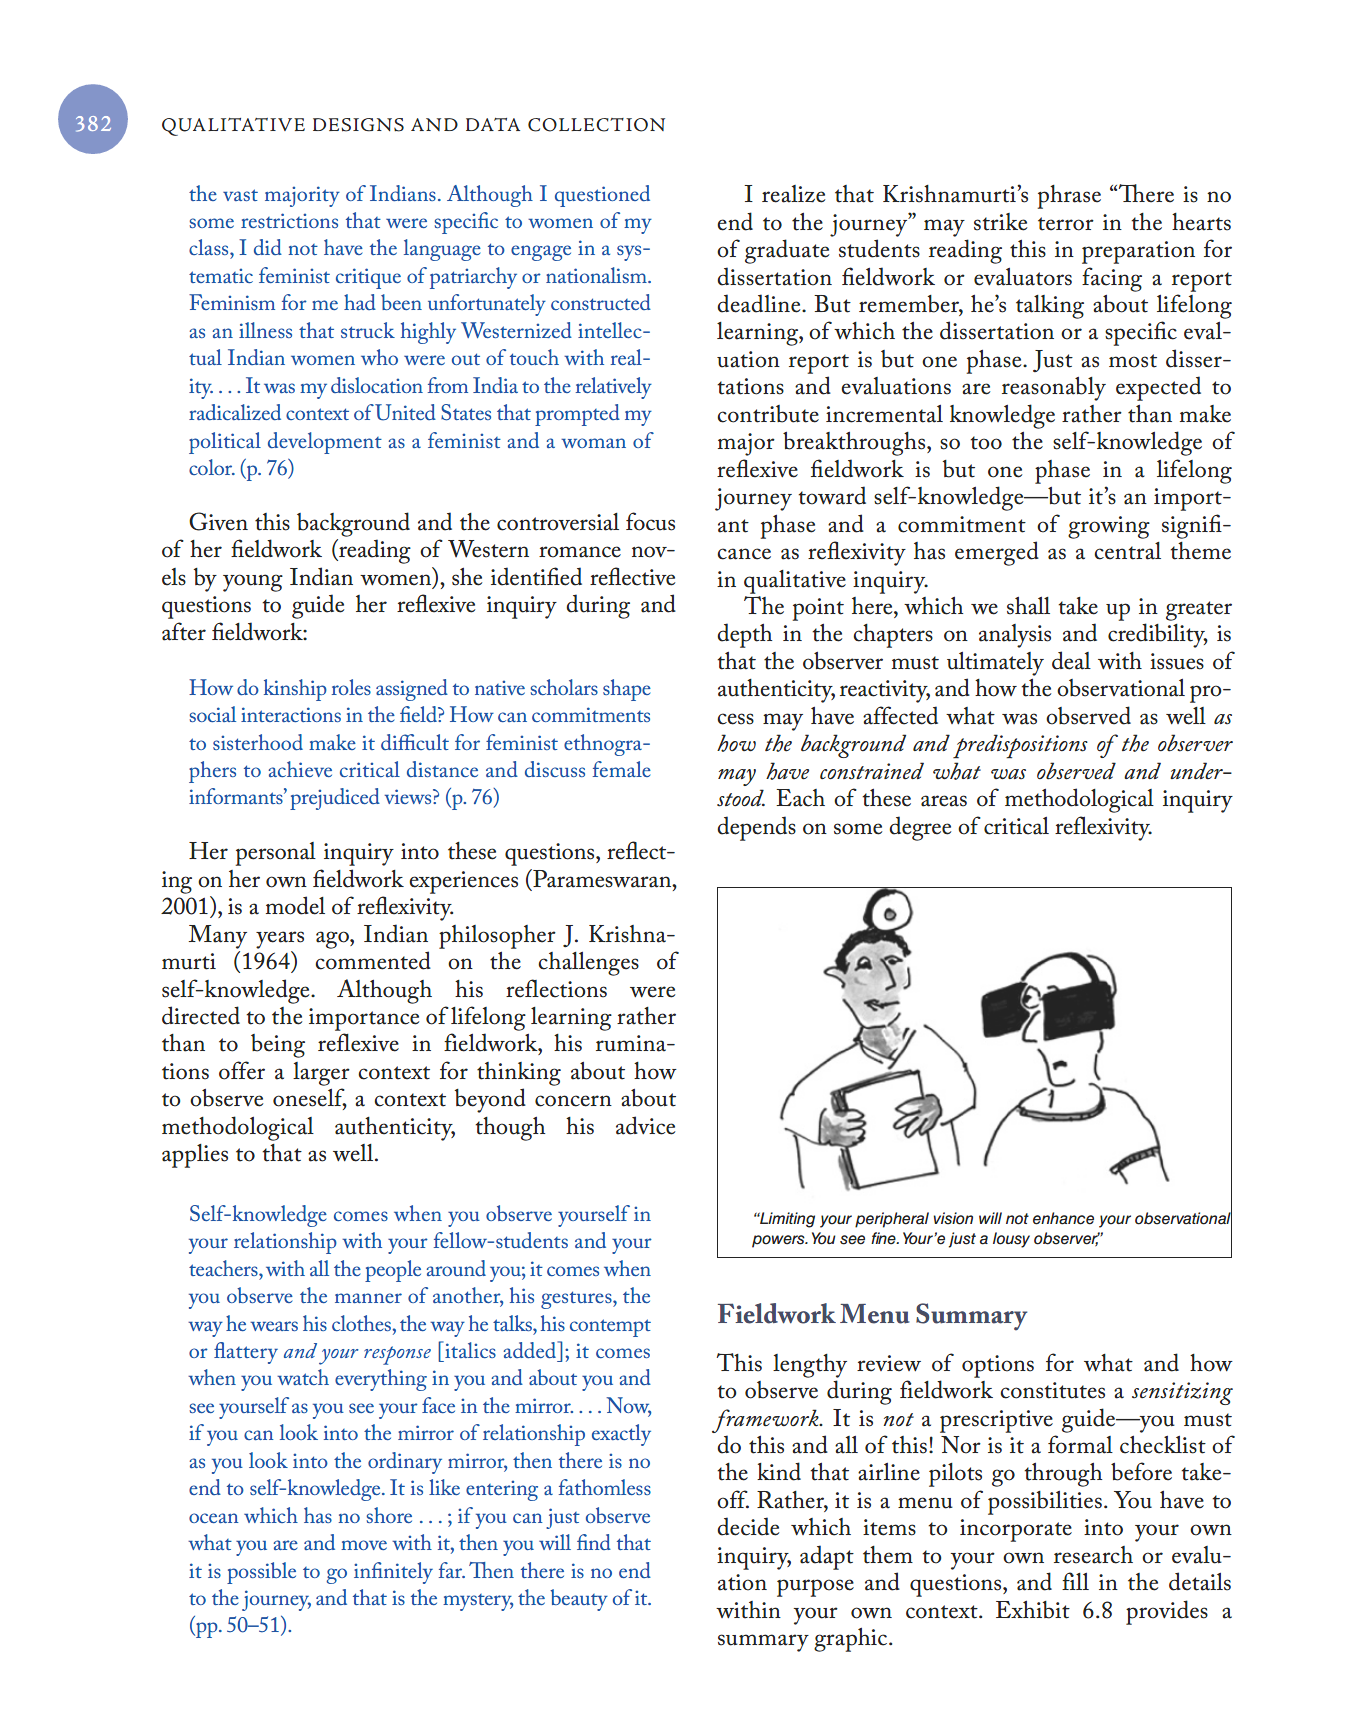 382
QUALITATIVE DESIGNS AND DATA COLLECTION
the vast majority of Indians. Although I questioned
some restrictions that were specific to women of my
class, I did not have the language to engage in a sys-
tematic feminist critique of patriarchy or nationalism.
Feminism for me had been unfortunately constructed
as an illness that struck highly Westernized intellec-
tual Indian women who were out of touch with real-
ity. . . . It was my dislocation from India to the relatively
radicalized context of United States that prompted my
political development as a feminist and a woman of
color. (p. 76)
Given this background and the controversial focus
of her fieldwork (reading of Western romance nov-
els by young Indian women), she identified reflective
questions to guide her reflexive inquiry during and
after fieldwork:
How do kinship roles assigned to native scholars shape
social interactions in the field? How can commitments
to sisterhood make it difficult for feminist ethnogra-
phers to achieve critical distance and discuss female
informants’ prejudiced views? (p. 76)
Her personal inquiry into these questions, reflect-
ing on her own fieldwork experiences (Parameswaran,
2001), is a model of reflexivity.
Many years ago, Indian philosopher J. Krishna-
murti (1964) commented on the challenges of
self-knowledge. Although his reflections were
directed to the importance of lifelong learning rather
than to being reflexive in fieldwork, his rumina-
tions offer a larger context for thinking about how
to observe oneself, a context beyond concern about
methodological authenticity, though his advice
applies to that as well.
Self-knowledge comes when you observe yourself in
your relationship with your fellow-students and your
teachers, with all the people around you; it comes when
you observe the manner of another, his gestures, the
way he wears his clothes, the way he talks, his contempt
or flattery and your response [italics added]; it comes
when you watch everything in you and about you and
see yourself as you see your face in the mirror. . . . Now,
if you can look into the mirror of relationship exactly
as you look into the ordinary mirror, then there is no
end to self-knowledge. It is like entering a fathomless
ocean which has no shore . . . ; if you can just observe
what you are and move with it, then you will find that
it is possible to go infinitely far. Then there is no end
to the journey, and that is the mystery, the beauty of it.
(pp. 50–51).
I realize that Krishnamurti’s phrase “There is no
end to the journey” may strike terror in the hearts
of graduate students reading this in preparation for
dissertation fieldwork or evaluators facing a report
deadline. But remember, he’s talking about lifelong
learning, of which the dissertation or a specific eval-
uation report is but one phase. Just as most disser-
tations and evaluations are reasonably expected to
contribute incremental knowledge rather than make
major breakthroughs, so too the self-knowledge of
reflexive fieldwork is but one phase in a lifelong
journey toward self-knowledge—but it’s an import-
ant phase and a commitment of growing signifi-
cance as reflexivity has emerged as a central theme
in qualitative inquiry.
The point here, which we shall take up in greater
depth in the chapters on analysis and credibility, is
that the observer must ultimately deal with issues of
authenticity, reactivity, and how the observational pro-
cess may have affected what was observed as well as
how the background and predispositions of the observer
may have constrained what was observed and under-
stood. Each of these areas of methodological inquiry
depends on some degree of critical reflexivity.
“Limiting your peripheral vision will not enhance your observational
powers. You see fine. Your’e just a lousy observer.”
Fieldwork Menu Summary
This lengthy review of options for what and how
to observe during fieldwork constitutes a sensitizing
framework. It is not a prescriptive guide—you must
do this and all of this! Nor is it a formal checklist of
the kind that airline pilots go through before take-
off. Rather, it is a menu of possibilities. You have to
decide which items to incorporate into your own
inquiry, adapt them to your own research or evalu-
ation purpose and questions, and fill in the details
within your own context. Exhibit 6.8 provides a
summary graphic.